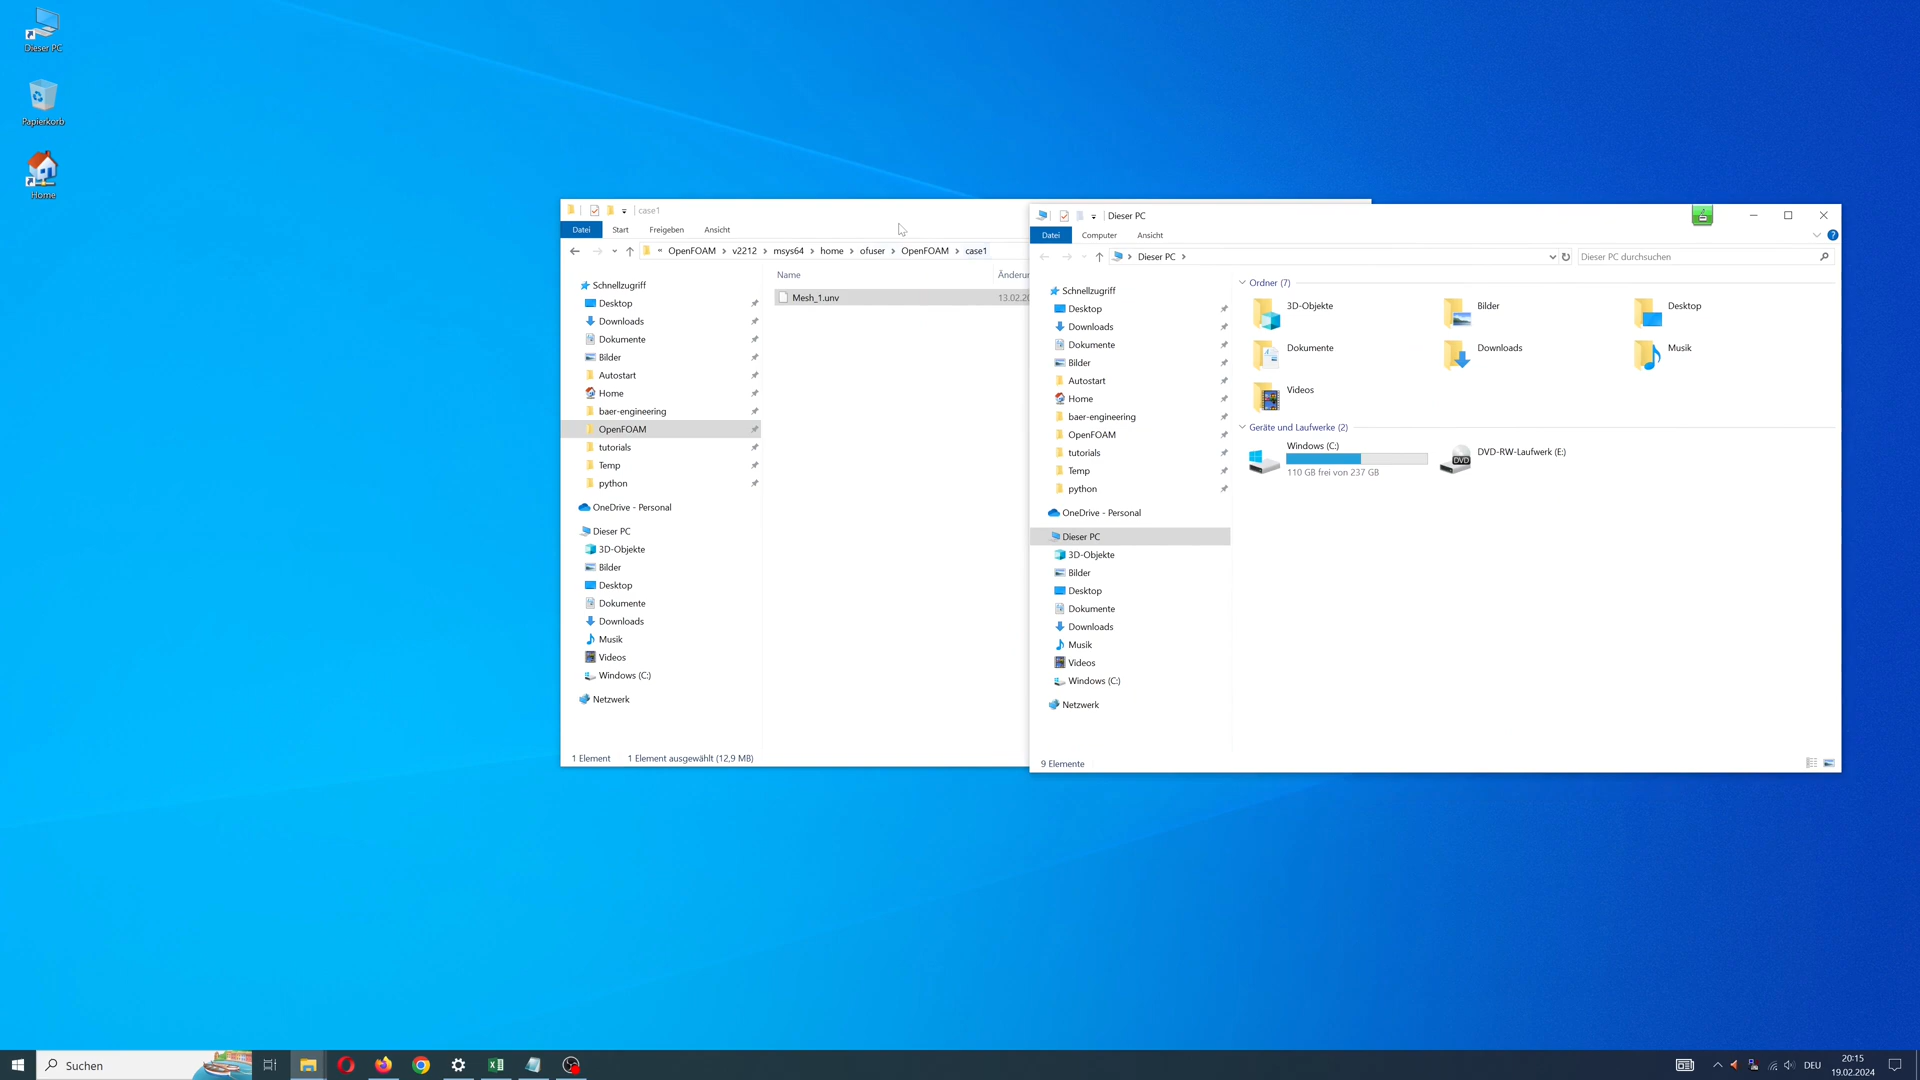 Dieser PC
Papierkorb
Home
case1
Datei Start Freigeben Ansicht
« OpenFOAM v2212 msys64 home ofuser OpenFOAM case1
Name
Schnellzugriff
Desktop
Downloads
Dokumente
Bilder
Autostart
Home
baer-engineering
OpenFOAM
tutorials
Temp
python
OneDrive - Personal
Dieser PC
3D-Objekte
Bilder
Desktop
Dokumente
Downloads
Musik
Videos
Windows (C:)
Netzwerk
Mesh_1.unv
1 Element 1 Element ausgewählt (12,9 MB)
Dieser PC
Datei Computer Ansicht
Dieser PC
Dieser PC durchsuchen
Schnellzugriff
Desktop
Downloads
Dokumente
Bilder
Autostart
Home
baer-engineering
OpenFOAM
tutorials
Temp
python
OneDrive - Personal
Dieser PC
3D-Objekte
Bilder
Desktop
Dokumente
Downloads
Musik
Videos
Windows (C:)
Netzwerk
Ordner (7)
3D-Objekte Bilder Desktop
Dokumente Downloads Musik
Videos
Geräte und Laufwerke (2)
Windows (C:)
110 GB frei von 237 GB
DVD-RW-Laufwerk (E:)
9 Elemente
Suchen
DEU
20:15
19.02.2024